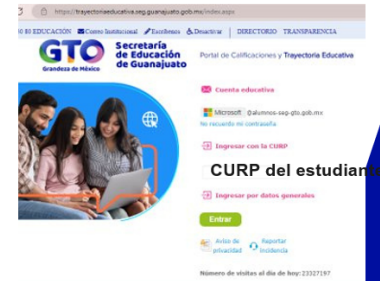 https://trayectoriaeducativa.seg.guanajuato.gob.mx/index.aspx
EDUCACIÓN Correo Institucional Escríbenos Desactivar DIRECTORIO TRANSPARENCIA
GTO
Grandeza de México
Secretaría
de Educación
de Guanajuato
Portal de Calificaciones y Trayectoria Educativa
Cuenta educativa
Microsoft @alumnos-seg-gto.gob.mx
No recuerdo mi contraseña
Ingresar con la CURP
CURP del estudiante
Ingresar por datos generales
Entrar
Aviso de privacidad
Reportar incidencia
Número de visitas al día de hoy:23327197